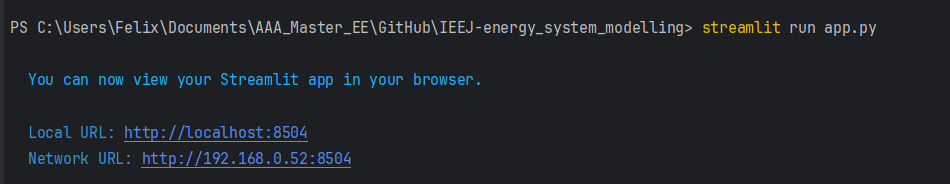 PS C:\Users\Felix\Documents\AAA_Master_EE\GitHub\IEEJ-energy_system_modelling> streamlit run app.py
You can now view your Streamlit app in your browser.
Local URL: http://localhost:8504
Network URL: http://192.168.0.52:8504